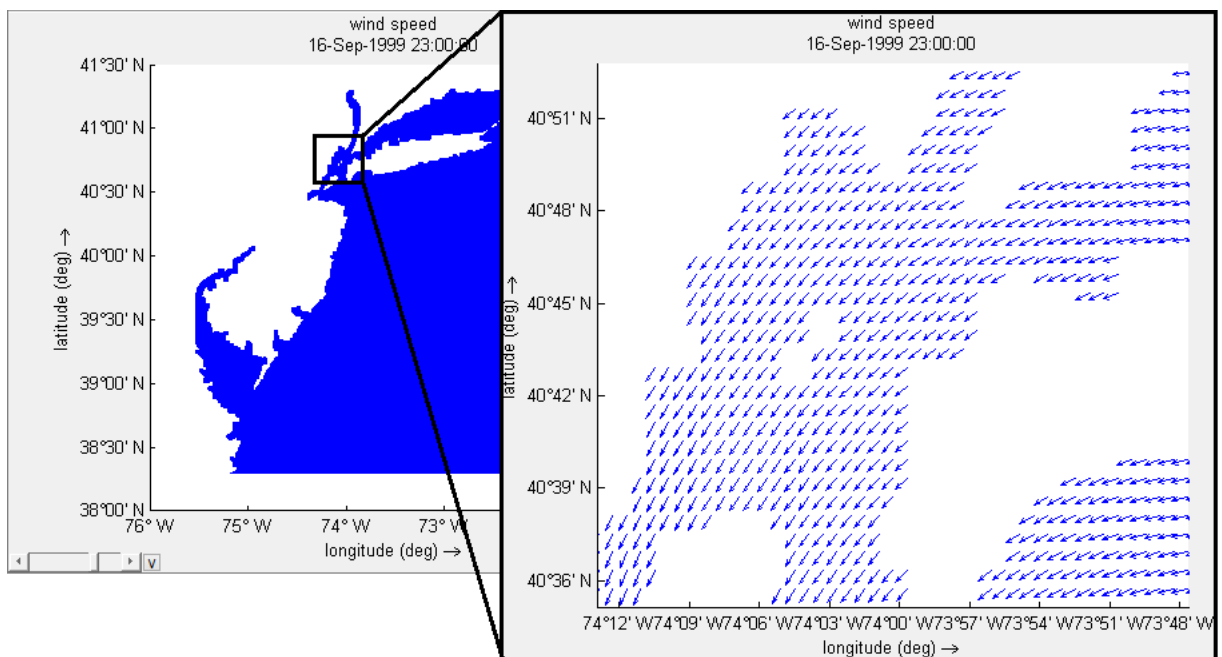 wind speed
16-Sep-1999 23:00:00
41°30' N
41°00' N
40°30' N
40°00' N
39°30' N
39°00' N
38°30' N
38°00' N
latitude (deg) →
76° W 75° W 74° W 73° W
longitude (deg) →
V
wind speed
16-Sep-1999 23:00:00
40°51' N
40°48' N
40°45' N
40°42' N
40°39' N
40°36' N
latitude (deg) →
74°12' W74°09' W74°06' W74°03' W74°00' W73°57' W73°54' W73°51' W73°48' W
longitude (deg) →